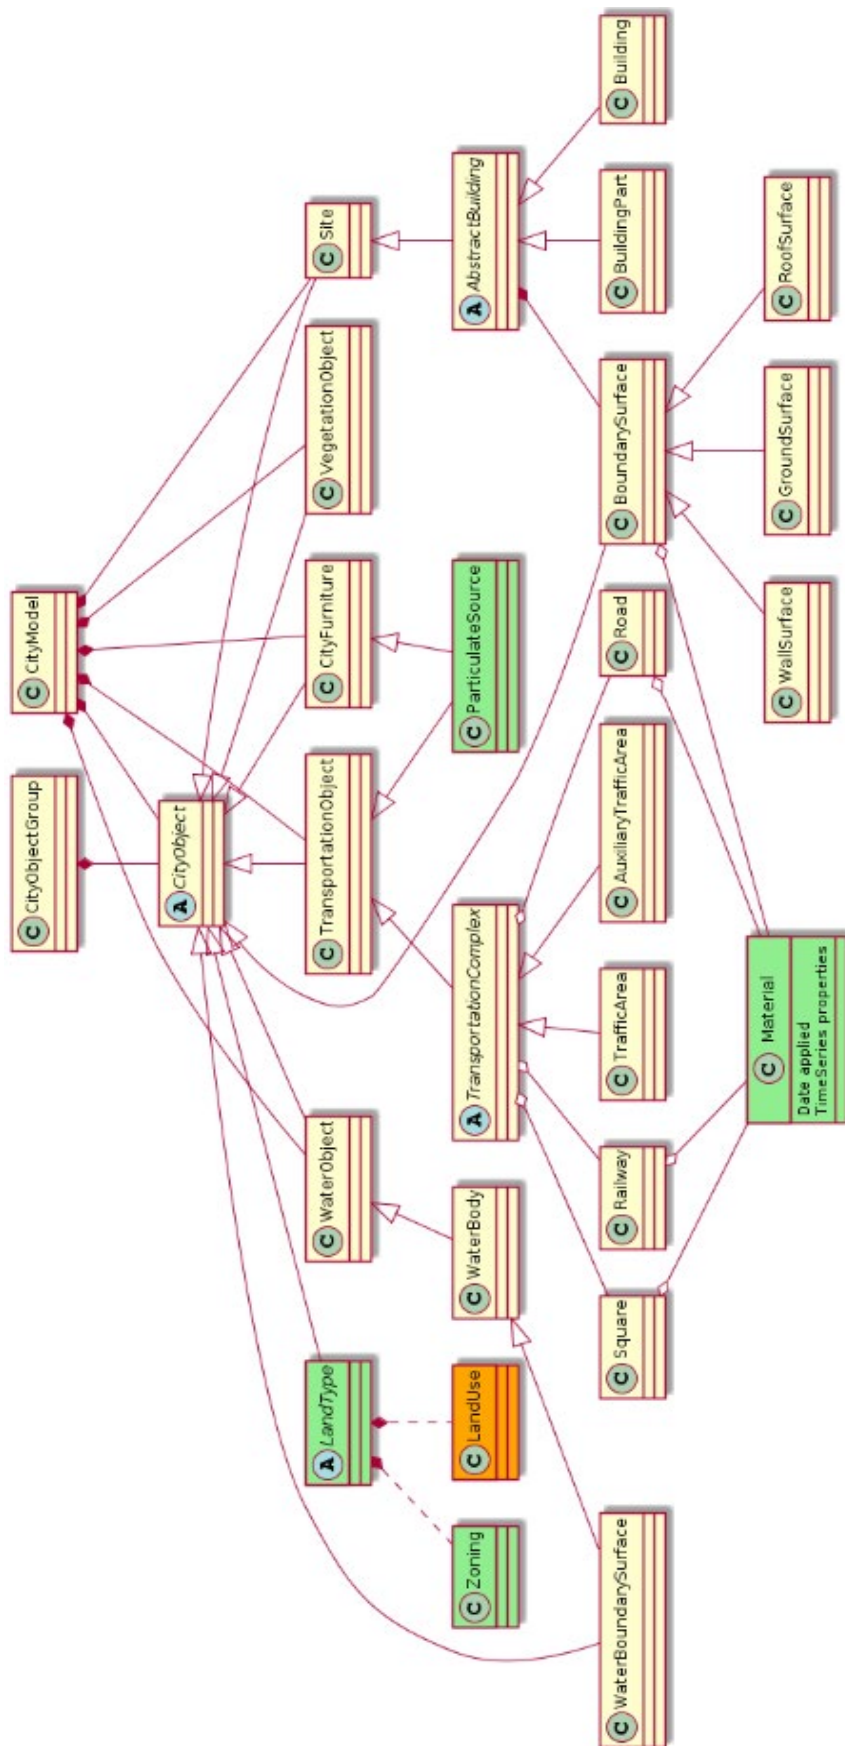 C CityObjectGroup
C CityModel
A CityObject
A LandType
C WaterObject
C TransportationObject
C CityFurniture
C VegetationObject
C Site
C Zoning
C LandUse
C WaterBody
A TransportationComplex
C ParticulateSource
A AbstractBuilding
C WaterBoundarySurface
C Square
C Railway
C TrafficArea
C AuxiliaryTrafficArea
C Road
C BoundarySurface
C BuildingPart
C Building
C Material
Date applied
TimeSeries properties
C WallSurface
C GroundSurface
C RoofSurface